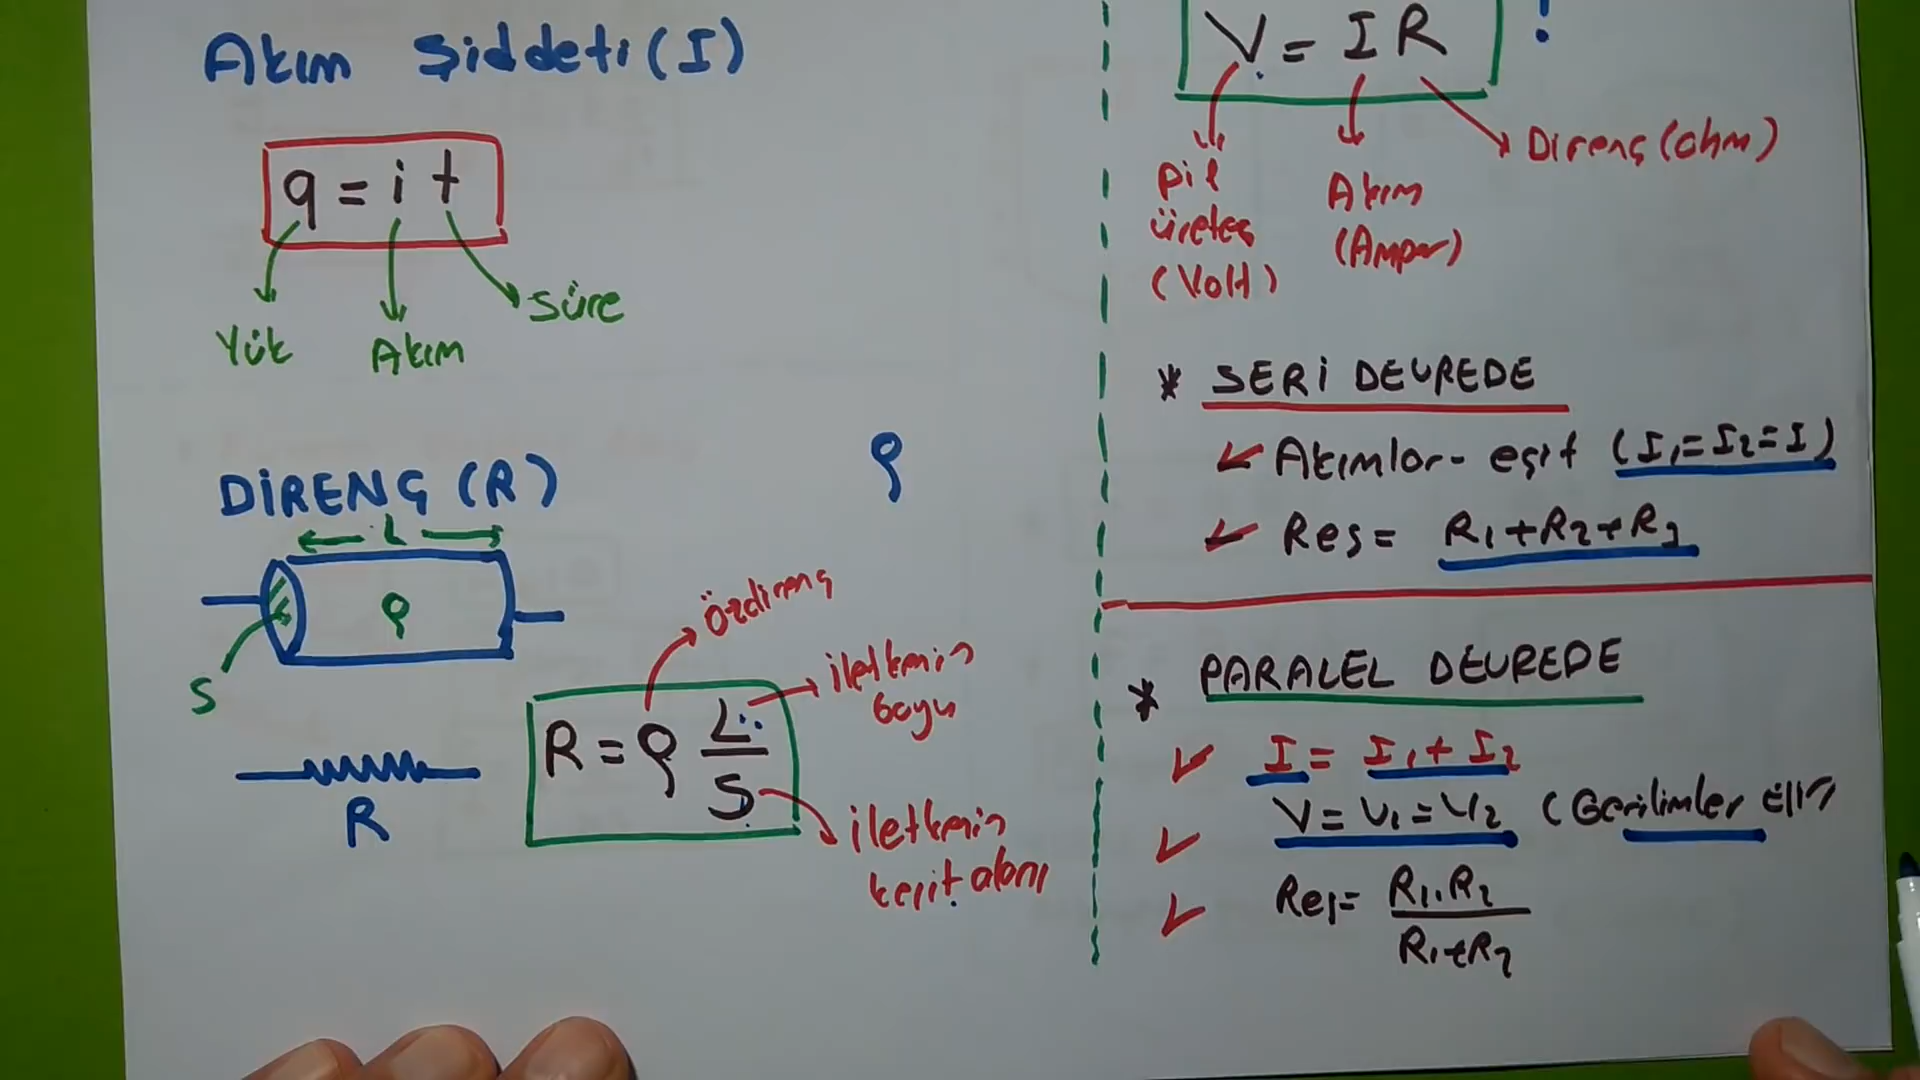 Akım Şiddeti (I)
q = i t
Yük
Akım
Süre
DİRENÇ (R)
L
ρ
ρ
S
R
R = ρ L/S
özdirenç
iletkenin
boyu
iletkenin
kesit alanı
V = I R
!
pil
üreteç
(Volt)
Akım
(Amper)
Direnç (ohm)
* SERİ DEVREDE
Akımlar eşit (I₁=I₂=I)
Reş= R₁+R₂+R₃
* PARALEL DEVREDE
I = I₁ + I₂
V = V₁ = V₂ (Gerilimler
Reş= R₁.R₂
R₁+R₂